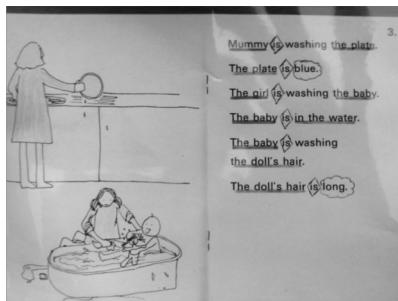 3.
Mummy is washing the plate.
The plate is blue.
The girl is washing the baby.
The baby is in the water.
The baby is washing
the doll's hair.
The doll's hair is long.